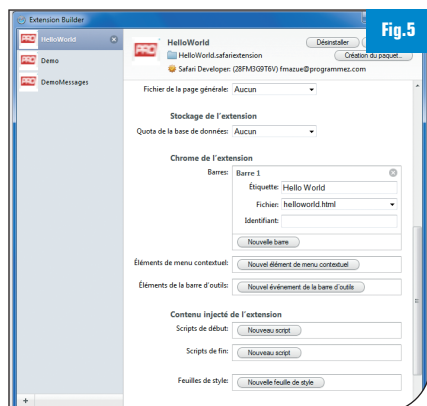 Extension Builder
Fig.5
PRO HelloWorld
PRO Demo
PRO DemoMessages
PRO HelloWorld
Désinstaller
HelloWorld.safariextension
Création du paquet...
Safari Developer: (28FM3G9T6V) fmazue@programmez.com
Fichier de la page générale: Aucun
Stockage de l'extension
Quota de la base de données: Aucun
Chrome de l'extension
Barres: Barre 1
Étiquette: Hello World
Fichier: helloworld.html
Identifiant:
Nouvelle barre
Éléments de menu contextuel: Nouvel élément de menu contextuel
Éléments de la barre d'outils: Nouvel événement de la barre d'outils
Contenu injecté de l'extension
Scripts de début: Nouveau script
Scripts de fin: Nouveau script
Feuilles de style: Nouvelle feuille de style